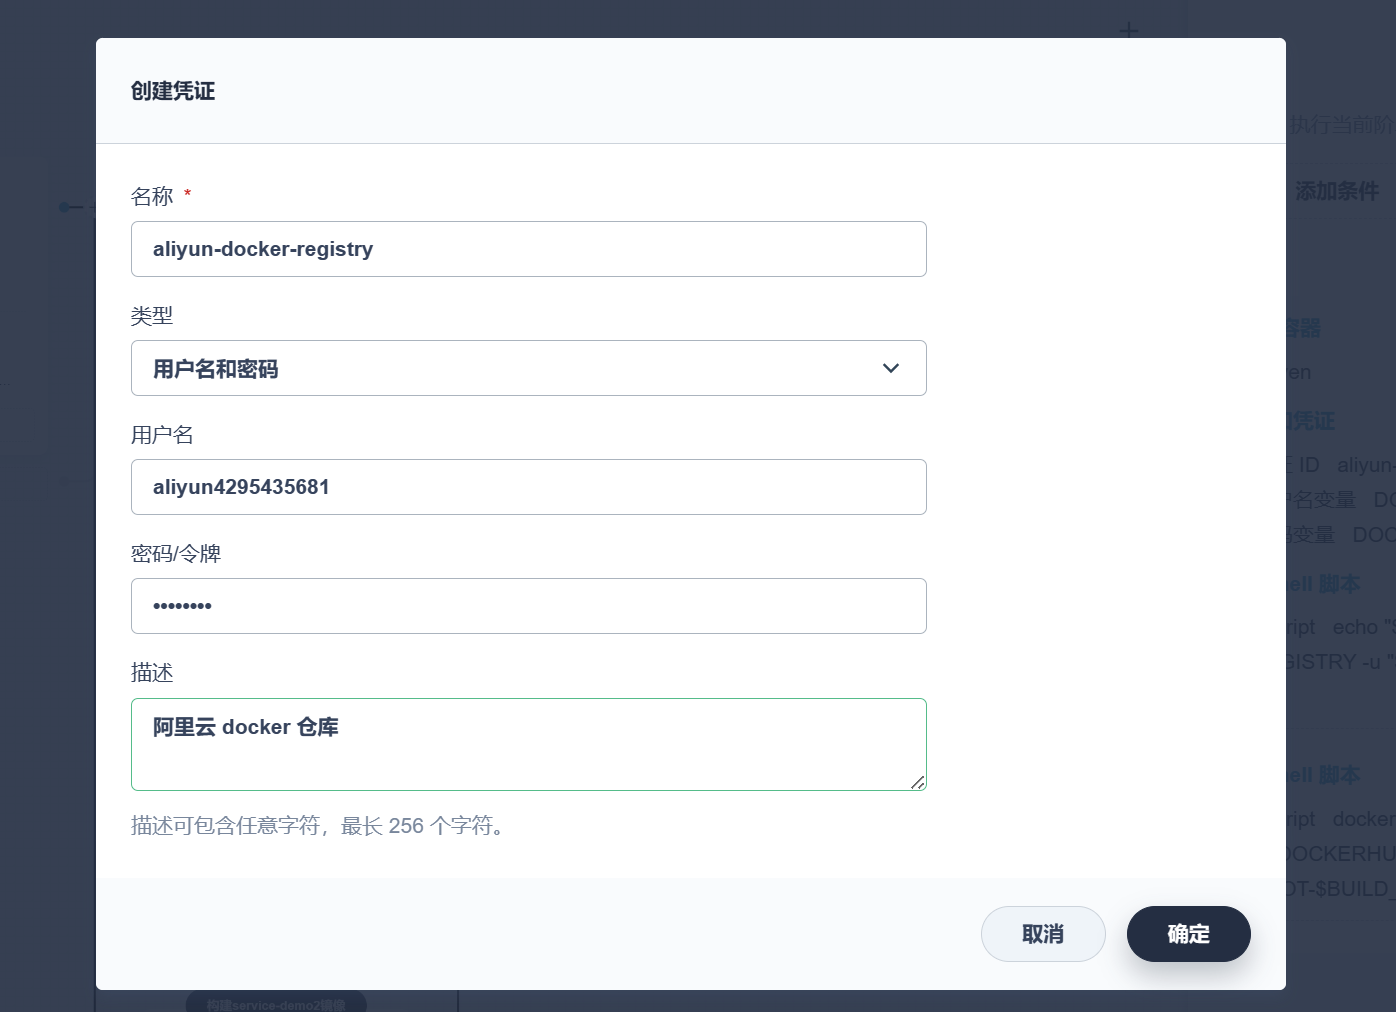 创建凭证
名称 *
aliyun-docker-registry
类型
用户名和密码
用户名
aliyun4295435681
密码/令牌
••••••••
描述
阿里云 docker 仓库
描述可包含任意字符，最长 256 个字符。
取消
确定
执行当前阶
添加条件
容器
ven
凭证
ID aliyun-
名变量 DO
变量 DOC
ell 脚本
ript echo "S
GISTRY -u "
ell 脚本
ript docker
DOCKERHU
OT-$BUILD_
构建service-demo2镜像